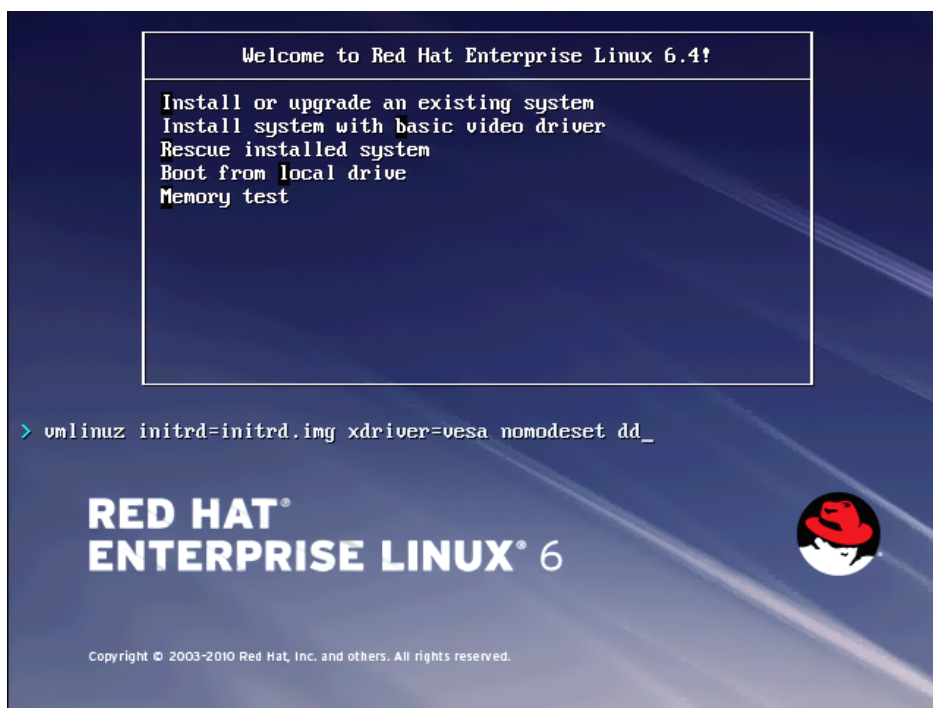 Welcome to Red Hat Enterprise Linux 6.4!
Install or upgrade an existing system
Install system with basic video driver
Rescue installed system
Boot from local drive
Memory test
> vmlinuz initrd=initrd.img xdriver=vesa nomodeset dd_
RED HAT®
ENTERPRISE LINUX® 6
Copyright © 2003-2010 Red Hat, Inc. and others. All rights reserved.